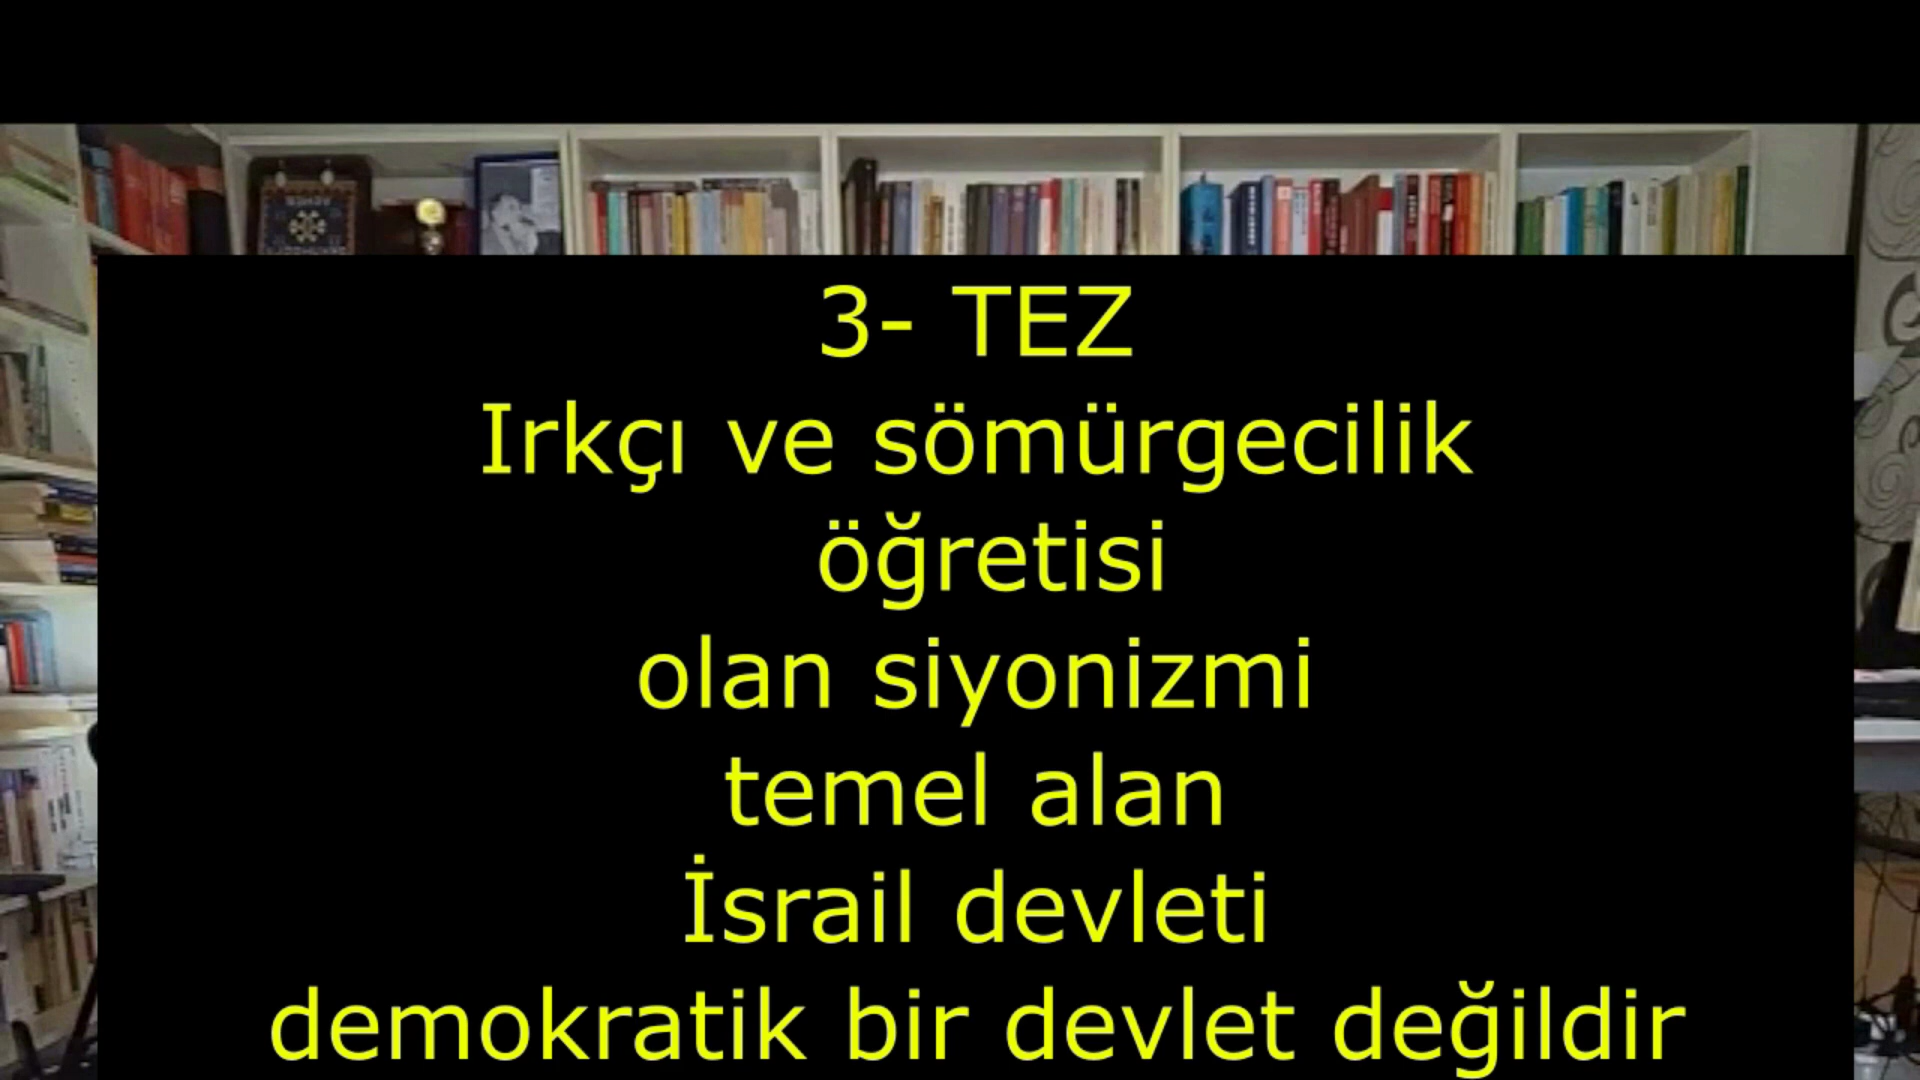 3- TEZ
Irkçı ve sömürgecilik
öğretisi
olan siyonizmi
temel alan
İsrail devleti
demokratik bir devlet değildir